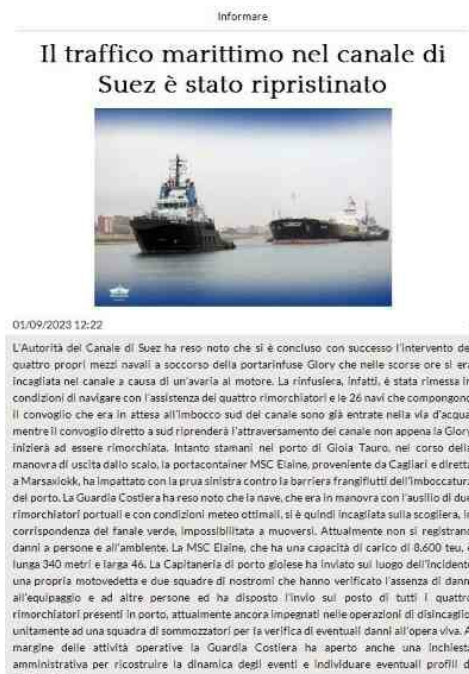 Informare
Il traffico marittimo nel canale di
Suez è stato ripristinato
01/09/2023 12:22
L'Autorità del Canale di Suez ha reso noto che si è concluso con successo l'intervento de
quattro propri mezzi navali a soccorso della portarinfuse Glory che nelle scorse ore si era
incagliata nel canale a causa di un'avaria al motore. La rinfusiera, infatti, è stata rimessa in
condizioni di navigare con l'assistenza dei quattro rimorchiatori e le 26 navi che compongono
il convoglio che era in attesa all'imbocco sud del canale sono già entrate nella via d'acqua
mentre il convoglio diretto a sud riprenderà l'attraversamento del canale non appena la Glory
inizierà ad essere rimorchiata. Intanto stamani nel porto di Gioia Tauro, nel corso della
manovra di uscita dallo scalo, la portacontainer MSC Elaine, proveniente da Cagliari e diretta
a Marsaxlokk, ha impattato con la prua sinistra contro la barriera frangiflutti dell'imboccatura
del porto. La Guardia Costiera ha reso noto che la nave, che era in manovra con l'ausilio di due
rimorchiatori portuali e con condizioni meteo ottimali, si è quindi incagliata sulla scogliera, in
corrispondenza del fanale verde, impossibilitata a muoversi. Attualmente non si registrano
danni a persone e all'ambiente. La MSC Elaine, che ha una capacità di carico di 8.600 teu, è
lunga 340 metri e larga 46. La Capitaneria di porto gioiese ha inviato sul luogo dell'incidente
una propria motovedetta e due squadre di nostromi che hanno verificato l'assenza di danni
all'equipaggio e ad altre persone ed ha disposto l'invio sul posto di tutti i quattro
rimorchiatori presenti in porto, attualmente ancora impegnati nelle operazioni di disincaglio
unitamente ad una squadra di sommozzatori per la verifica di eventuali danni all'opera viva. A
margine delle attività operative la Guardia Costiera ha aperto anche una inchiesta
amministrativa per ricostruire la dinamica degli eventi e individuare eventuali profili di